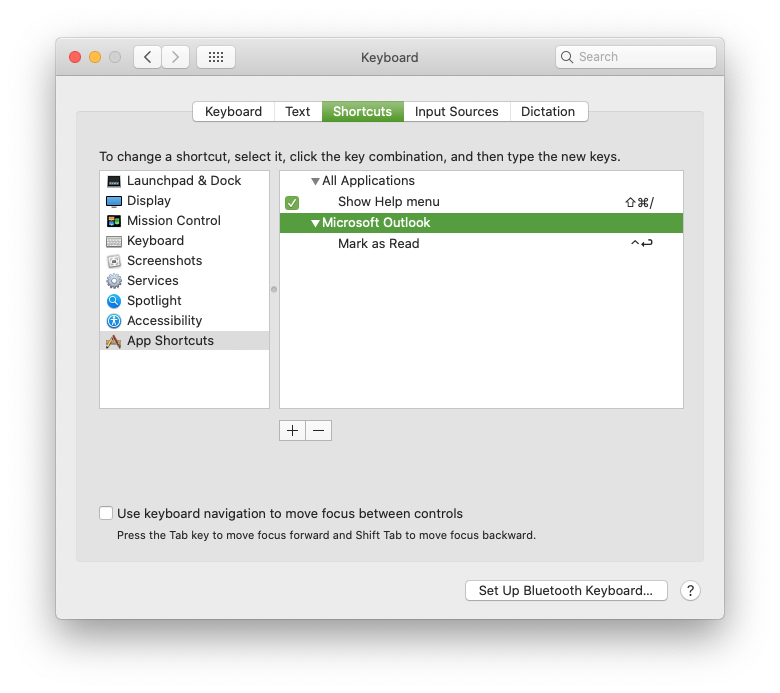 Keyboard
Search
Keyboard Text Shortcuts Input Sources Dictation
To change a shortcut, select it, click the key combination, and then type the new keys.
Launchpad & Dock
Display
Mission Control
Keyboard
Screenshots
Services
Spotlight
Accessibility
App Shortcuts
All Applications
Show Help menu ⇧⌘/
Microsoft Outlook
Mark as Read ^↩
+ −
Use keyboard navigation to move focus between controls
Press the Tab key to move focus forward and Shift Tab to move focus backward.
Set Up Bluetooth Keyboard... ?